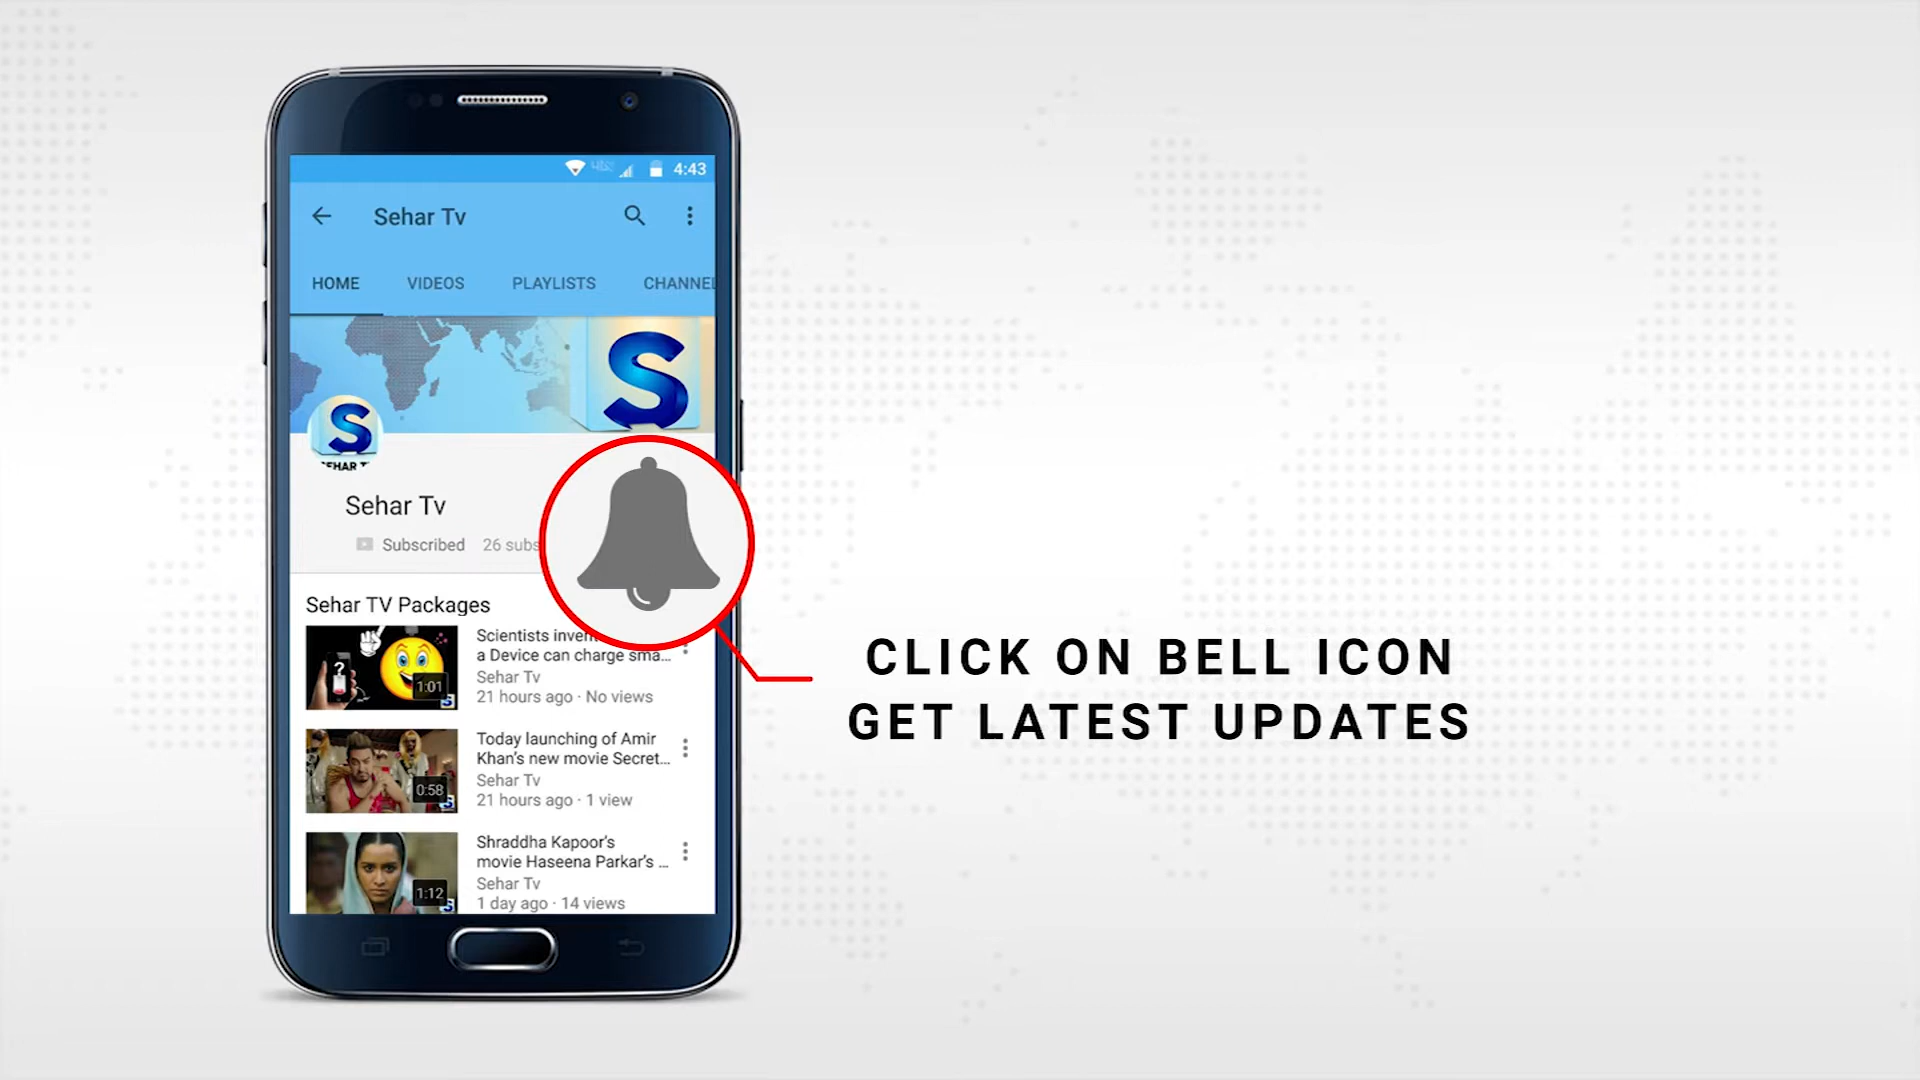 4:43
Sehar Tv
HOME VIDEOS PLAYLISTS CHANNEL
S
S
Sehar Tv
Subscribed 26 subs
Sehar TV Packages
Scientists
a Device can charge sma...
Sehar Tv
21 hours ago · No views
?
1:01
S
Today launching of Amir
Khan's new movie Secret...
Sehar Tv
21 hours ago · 1 view
0:58
S
Shraddha Kapoor's
movie Haseena Parkar's ...
Sehar Tv
1 day ago · 14 views
1:12
S
CLICK ON BELL ICON
GET LATEST UPDATES